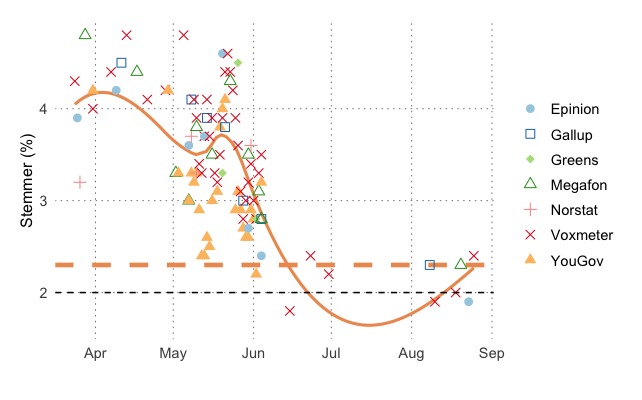 Stemmer (%)
4
3
2
Apr May Jun Jul Aug Sep
Epinion
Gallup
Greens
Megafon
Norstat
Voxmeter
YouGov